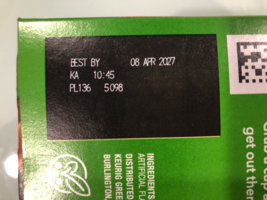 BEST BY 08 APR 2027
KA 10:45
PL136 5098
INGREDIENTS
ARTIFICIAL FL
DISTRIBUTED
KEURIG GREE
BURLINGTON,
get out ther